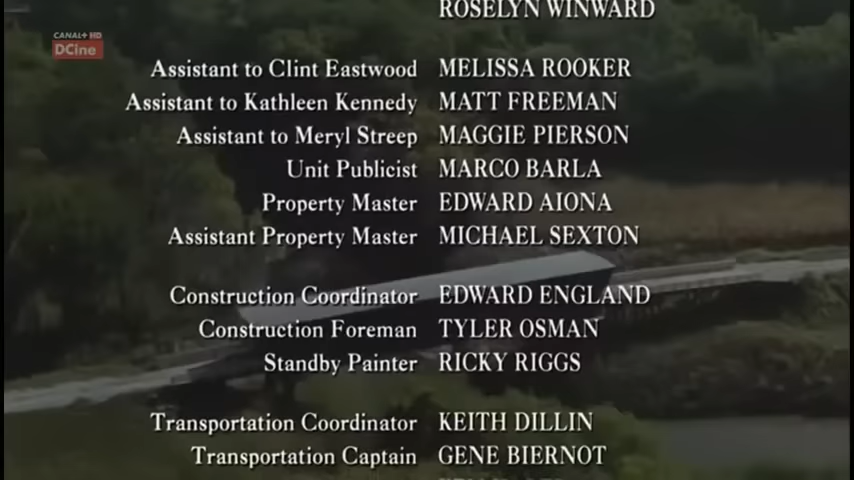 ROSELYN WINWARD
CANAL+ HD
DCine
Assistant to Clint Eastwood MELISSA ROOKER
Assistant to Kathleen Kennedy MATT FREEMAN
Assistant to Meryl Streep MAGGIE PIERSON
Unit Publicist MARCO BARLA
Property Master EDWARD AIONA
Assistant Property Master MICHAEL SEXTON
Construction Coordinator EDWARD ENGLAND
Construction Foreman TYLER OSMAN
Standby Painter RICKY RIGGS
Transportation Coordinator KEITH DILLIN
Transportation Captain GENE BIERNOT